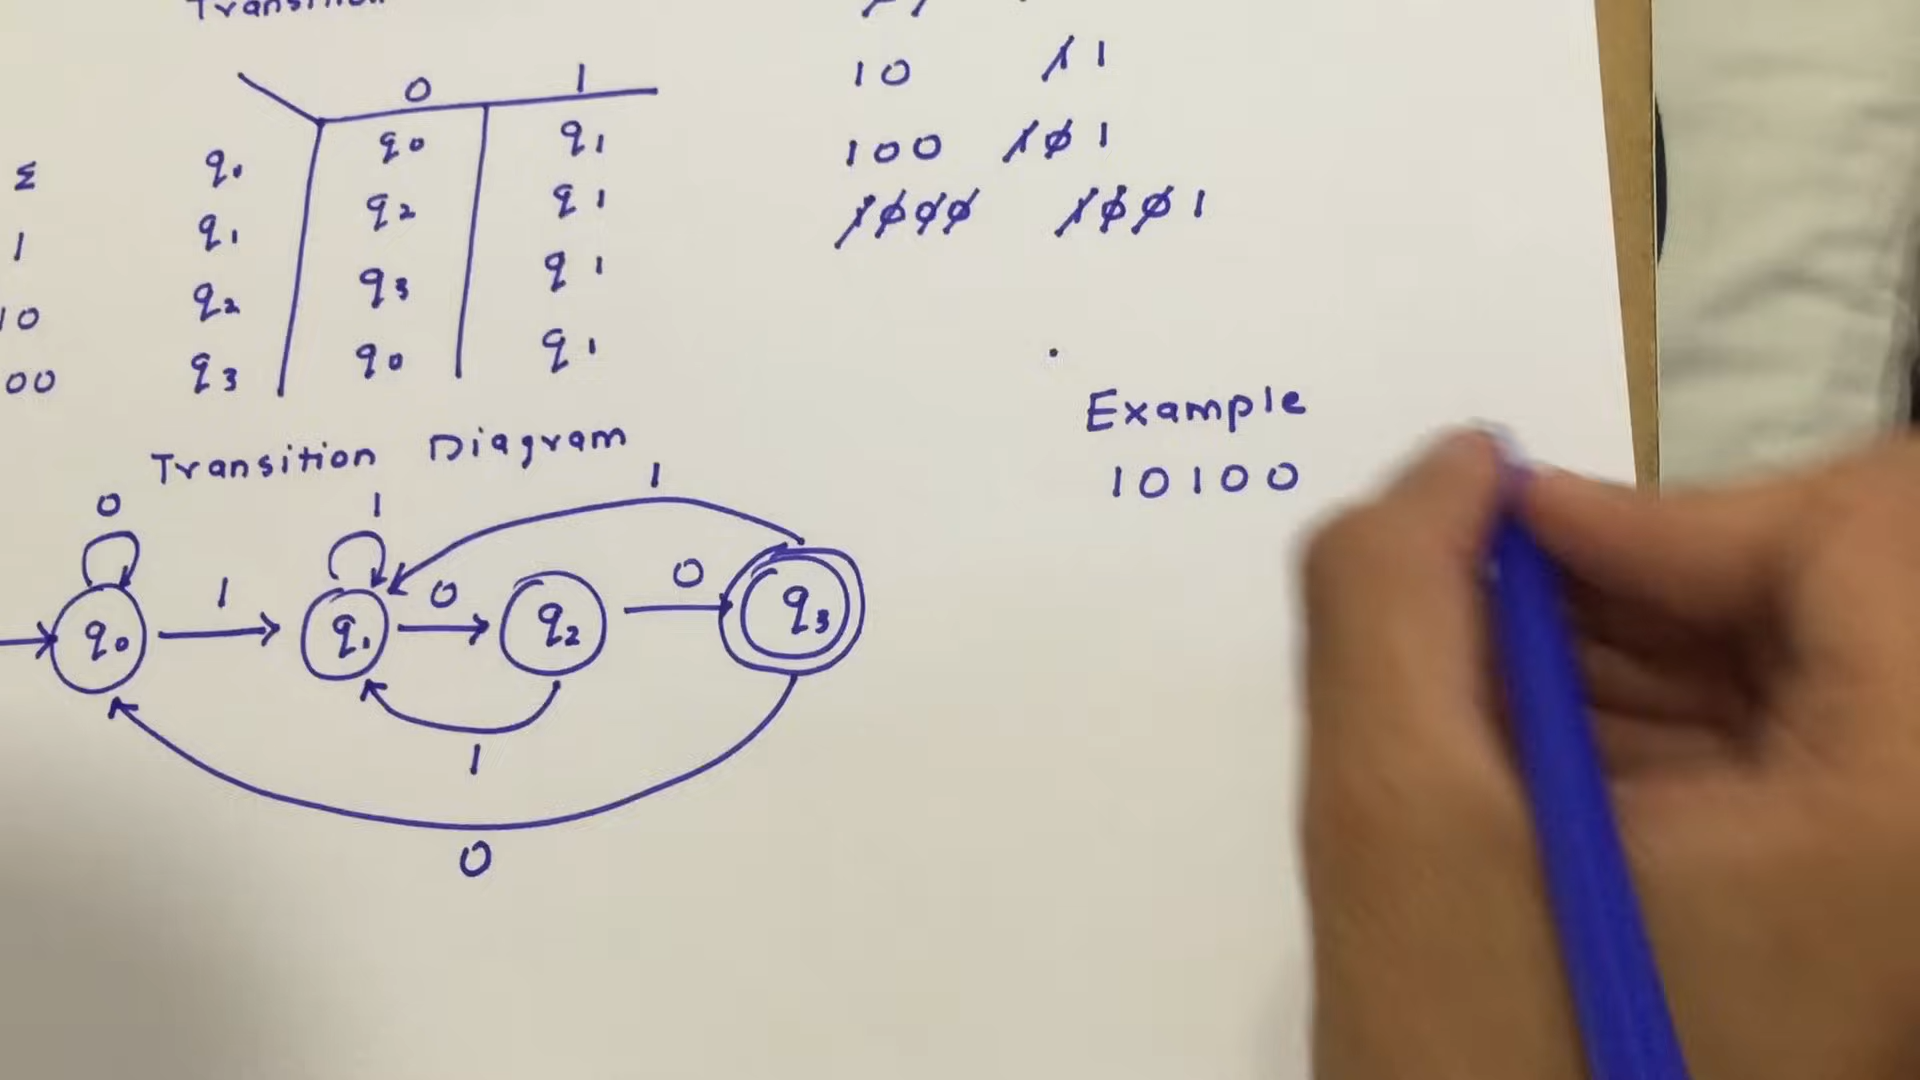 Transition
0 1
ε q0 q0 q1
1 q1 q2 q1
10 q2 q3 q1
00 q3 q0 q1
10 11
100 101
1000 1001
Transition Diagram
0 1 1
1 0 0
q0 q1 q2 q3
1
0
Example
10100